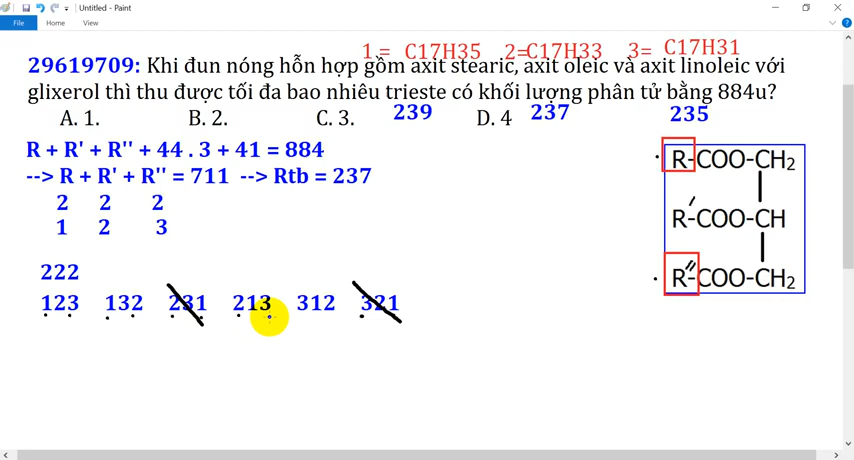 Untitled - Paint
File Home View
1 = C17H35 2=C17H33 3= C17H31
29619709: Khi đun nóng hỗn hợp gồm axit stearic, axit oleic và axit linoleic với
glixerol thì thu được tối đa bao nhiêu trieste có khối lượng phân tử bằng 884u?
A. 1. B. 2. C. 3. 239 D. 4 237 235
R + R' + R'' + 44 . 3 + 41 = 884
--> R + R' + R'' = 711 --> Rtb = 237
2 2 2
1 2 3
222
123 132 231 213 312 321
R-COO-CH2
R'-COO-CH
R''-COO-CH2